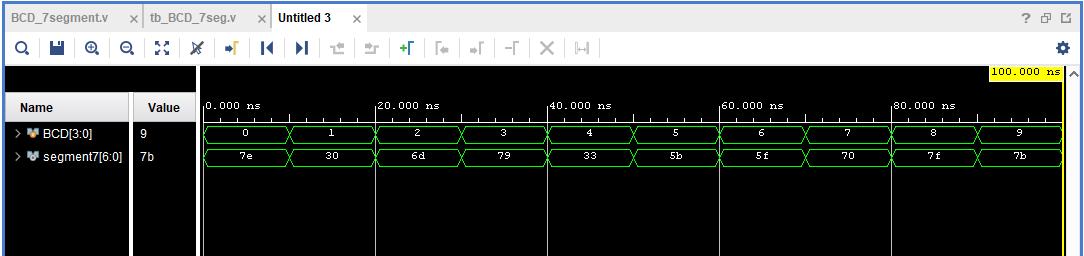 BCD_7segment.v × tb_BCD_7seg.v × Untitled 3 × ?
100.000 ns
Name Value 0.000 ns 20.000 ns 40.000 ns 60.000 ns 80.000 ns
BCD[3:0] 9 0 1 2 3 4 5 6 7 8 9
segment7[6:0] 7b 7e 30 6d 79 33 5b 5f 70 7f 7b